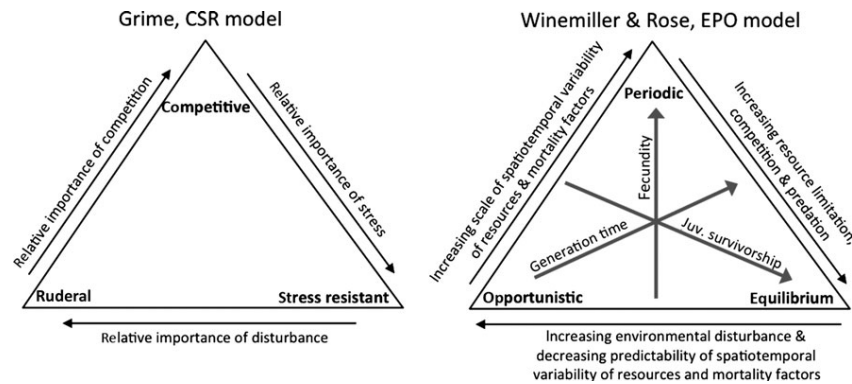 Grime, CSR model
Relative importance of competition
Competitive
Relative importance of stress
Ruderal
Stress resistant
Relative importance of disturbance
Winemiller & Rose, EPO model
Increasing scale of spatiotemporal variability
of resources & mortality factors
Periodic
Increasing resource limitation,
competition & predation
Fecundity
Generation time
Juv. survivorship
Opportunistic
Equilibrium
Increasing environmental disturbance &
decreasing predictability of spatiotemporal
variability of resources and mortality factors